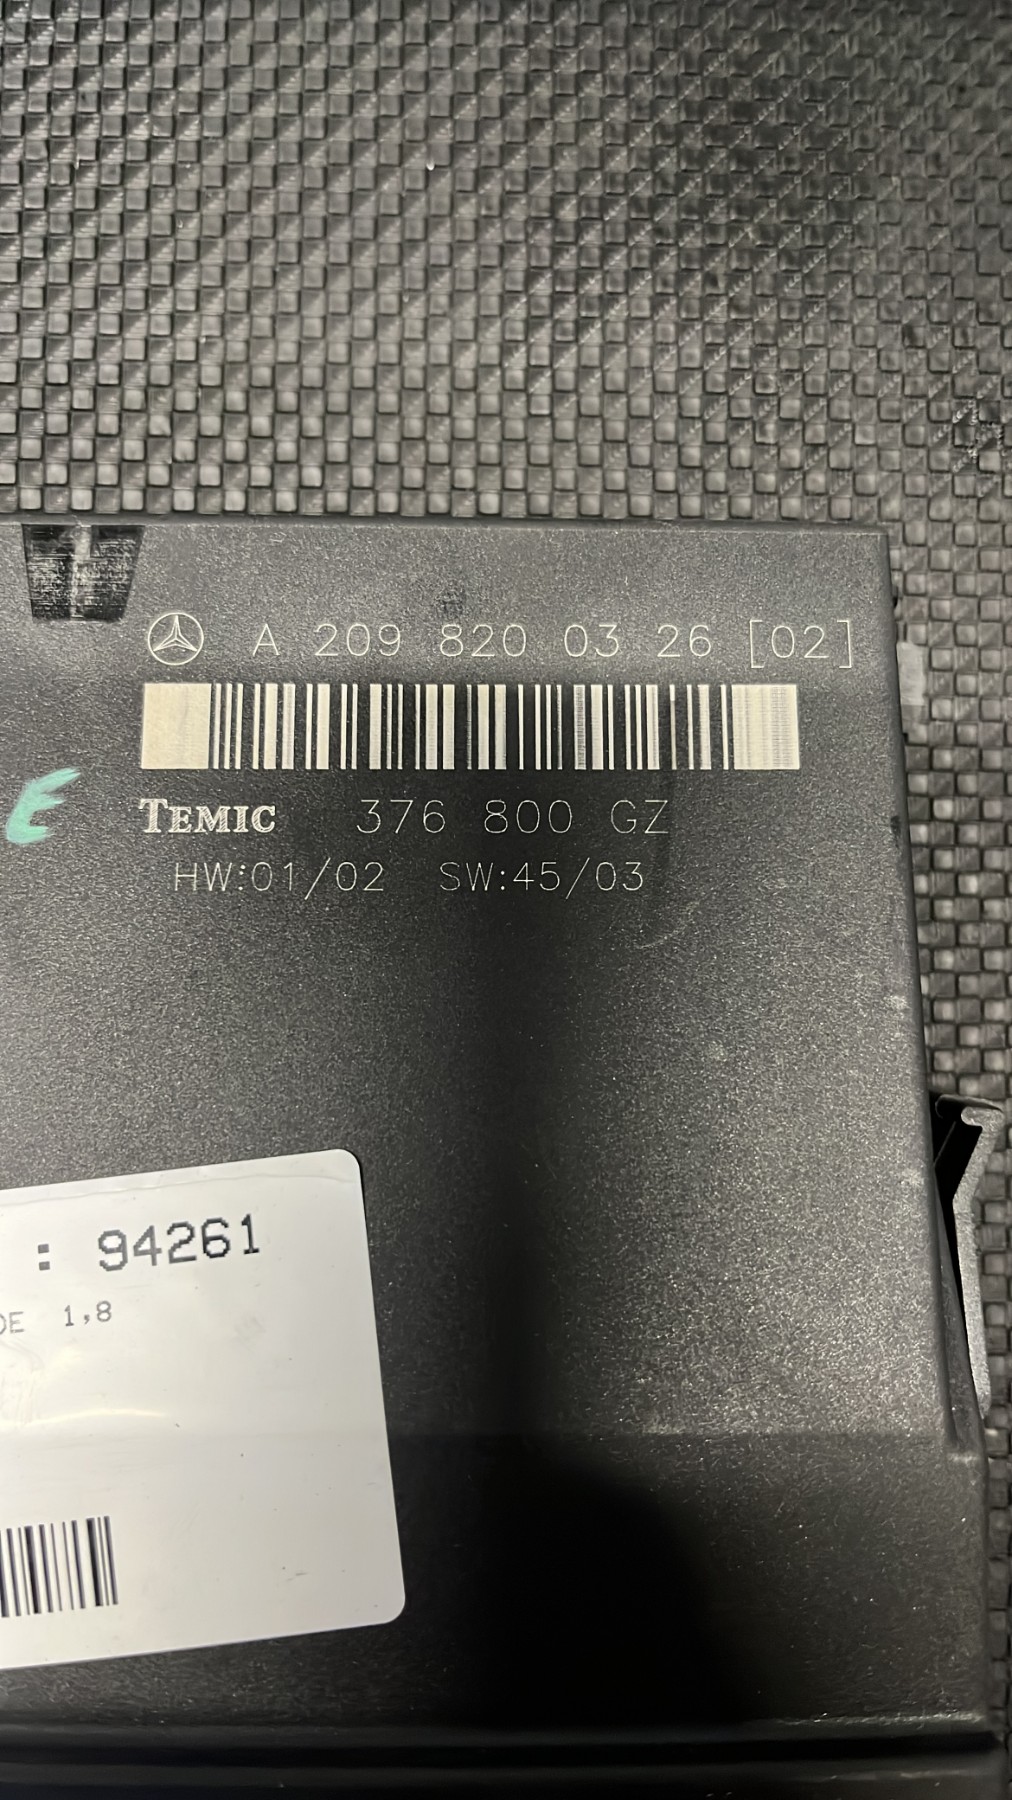 A 209 820 03 26 [02]
E
TEMIC 376 800 GZ
HW:01/02 SW:45/03
: 94261
DE 1,8